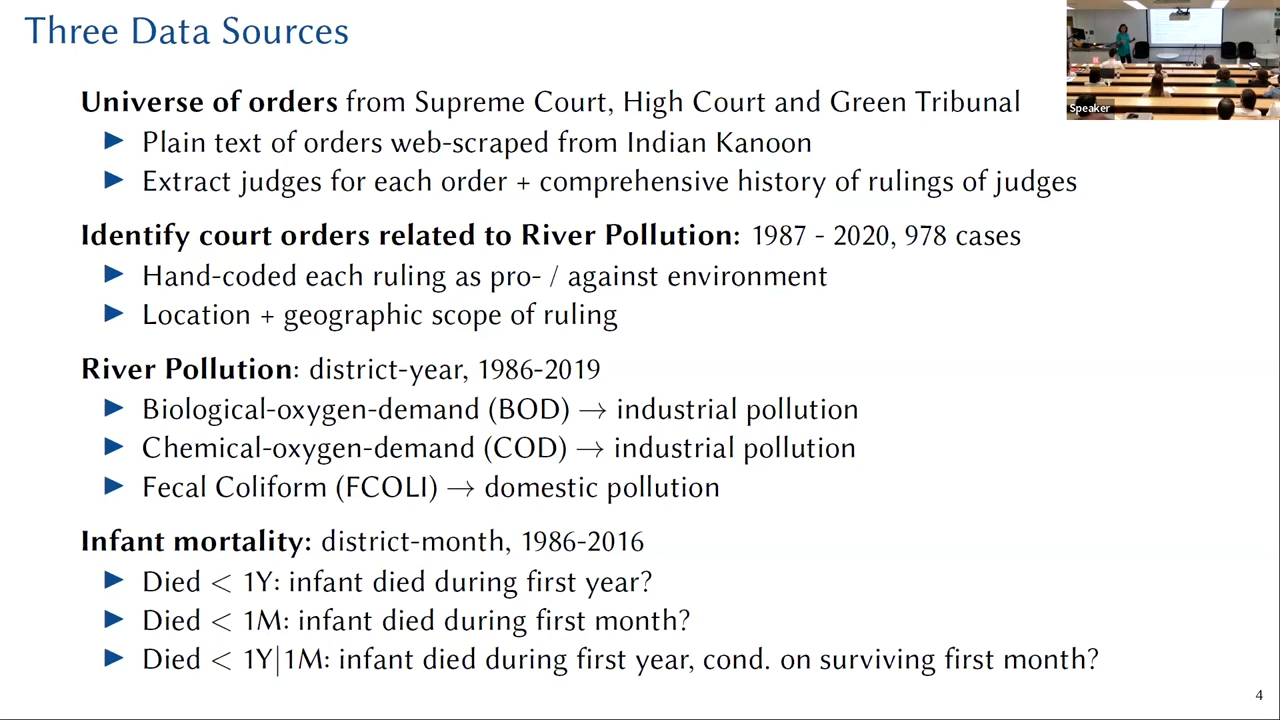 Three Data Sources
Speaker
Universe of orders from Supreme Court, High Court and Green Tribunal
▶ Plain text of orders web-scraped from Indian Kanoon
▶ Extract judges for each order + comprehensive history of rulings of judges
Identify court orders related to River Pollution: 1987 - 2020, 978 cases
▶ Hand-coded each ruling as pro- / against environment
▶ Location + geographic scope of ruling
River Pollution: district-year, 1986-2019
▶ Biological-oxygen-demand (BOD) → industrial pollution
▶ Chemical-oxygen-demand (COD) → industrial pollution
▶ Fecal Coliform (FCOLI) → domestic pollution
Infant mortality: district-month, 1986-2016
▶ Died < 1Y: infant died during first year?
▶ Died < 1M: infant died during first month?
▶ Died < 1Y|1M: infant died during first year, cond. on surviving first month?
4